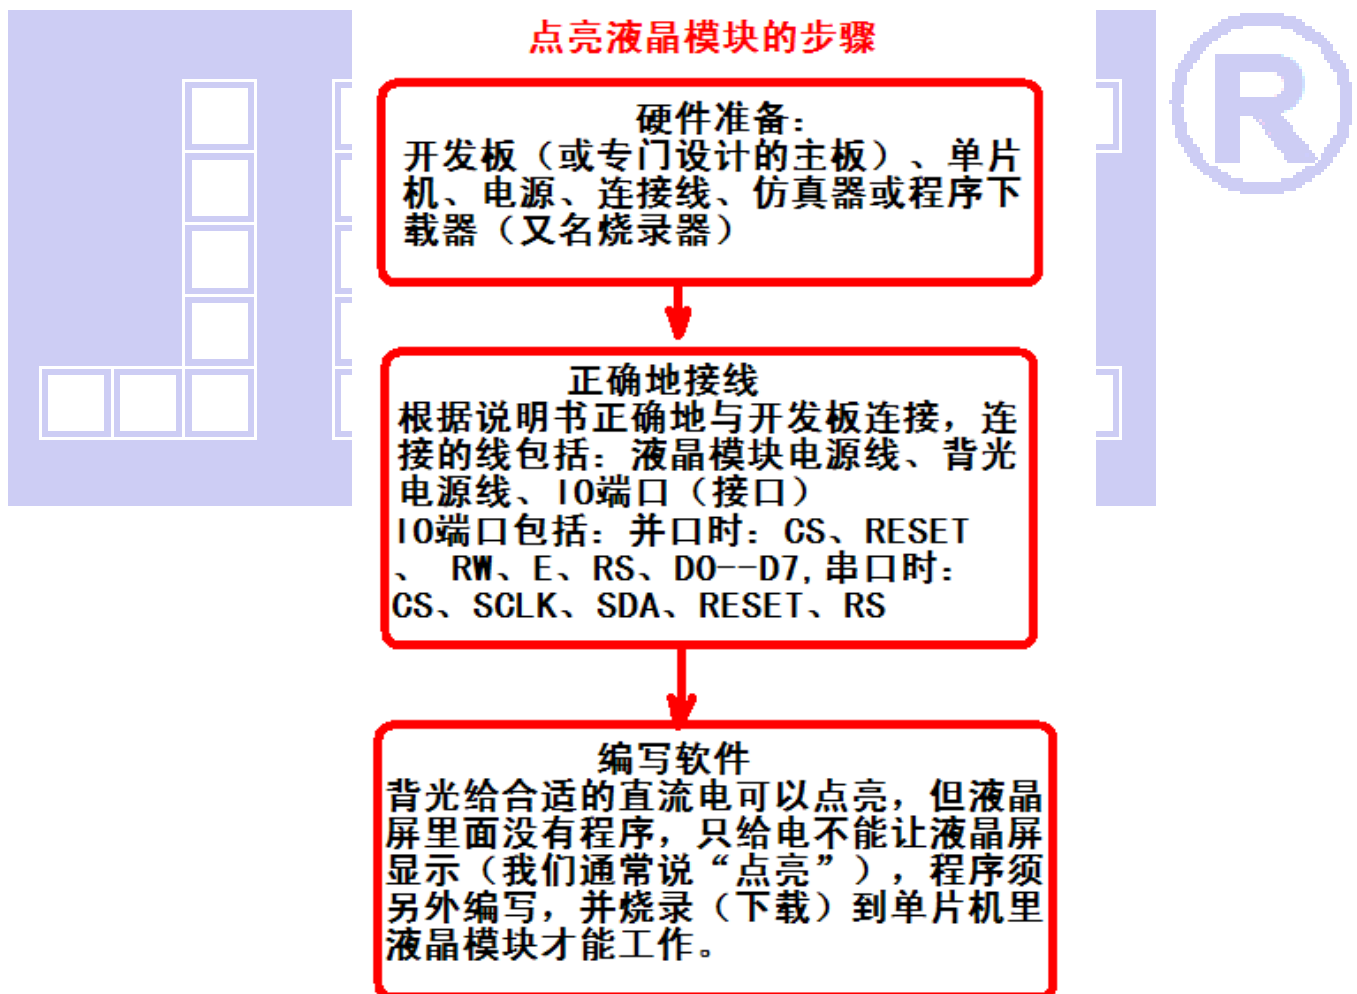 点亮液晶模块的步骤
硬件准备：
开发板（或专门设计的主板）、单片
机、电源、连接线、仿真器或程序下
载器（又名烧录器）
正确地接线
根据说明书正确地与开发板连接，连
接的线包括：液晶模块电源线、背光
电源线、IO端口（接口）
IO端口包括：并口时：CS、RESET
、 RW、E、RS、D0--D7,串口时：
CS、SCLK、SDA、RESET、RS
编写软件
背光给合适的直流电可以点亮，但液晶
屏里面没有程序，只给电不能让液晶屏
显示（我们通常说“点亮”），程序须
另外编写，并烧录（下载）到单片机里
液晶模块才能工作。
®